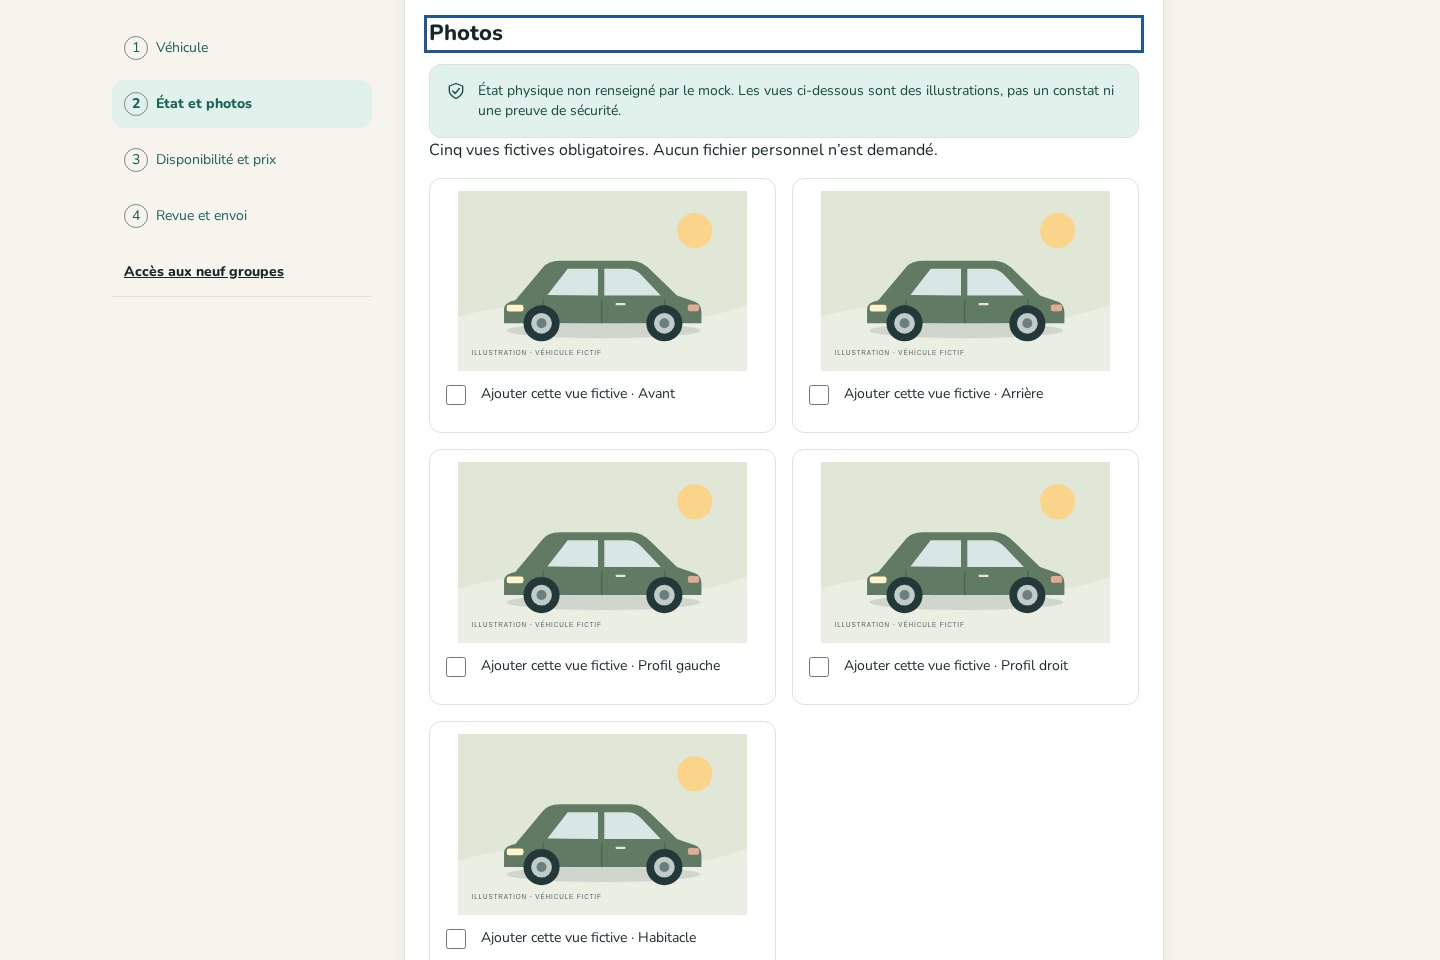 1 Véhicule
2 État et photos
3 Disponibilité et prix
4 Revue et envoi
Accès aux neuf groupes
Photos
État physique non renseigné par le mock. Les vues ci-dessous sont des illustrations, pas un constat ni
une preuve de sécurité.
Cinq vues fictives obligatoires. Aucun fichier personnel n’est demandé.
ILLUSTRATION · VÉHICULE FICTIF
Ajouter cette vue fictive · Avant
ILLUSTRATION · VÉHICULE FICTIF
Ajouter cette vue fictive · Arrière
ILLUSTRATION · VÉHICULE FICTIF
Ajouter cette vue fictive · Profil gauche
ILLUSTRATION · VÉHICULE FICTIF
Ajouter cette vue fictive · Profil droit
ILLUSTRATION · VÉHICULE FICTIF
Ajouter cette vue fictive · Habitacle